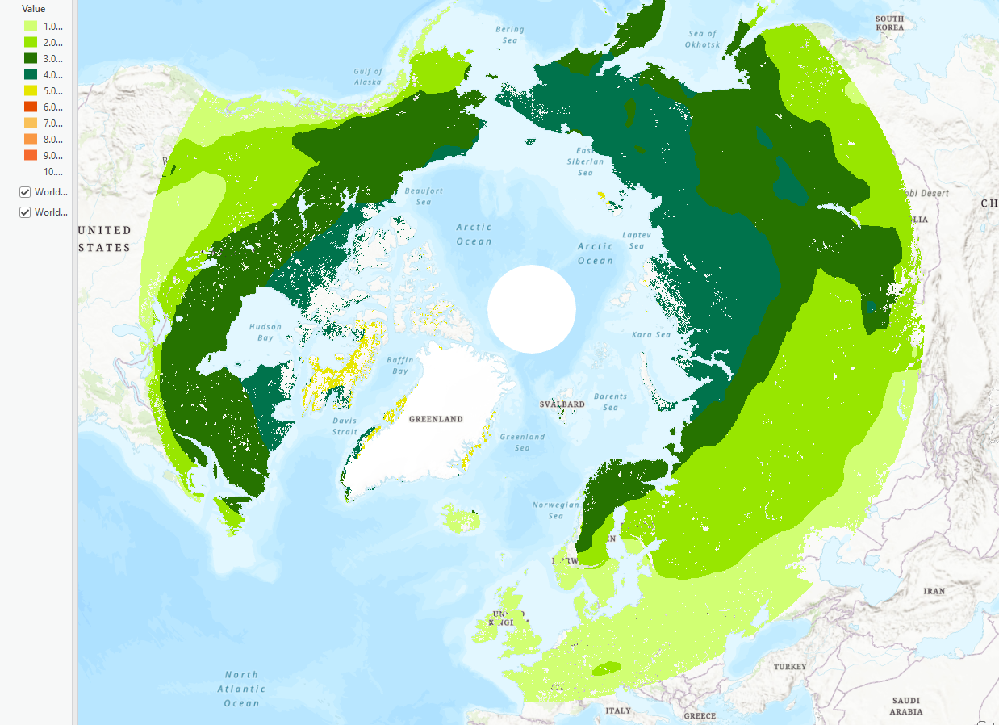 Value
1.0...
2.0...
3.0...
4.0...
5.0...
6.0...
7.0...
8.0...
9.0...
10....
World...
World...
Bering
Sea
Sea of
Okhotsk
SOUTH
KOREA
Gulf of
Alaska
East
Siberian
Sea
Beaufort
Sea
Arctic
Ocean
Laptev
Sea
Arctic
Ocean
obi Desert
LIA
CH
UNITED
STATES
Hudson
Bay
Kara Sea
Baffin
Bay
SVALBARD
Barents
Sea
GREENLAND
Davis
Strait
Greenland
Sea
Norwegian
Sea
IRAN
North
Atlantic
Ocean
TURKEY
SAUDI
ARABIA
ITALY
GREECE